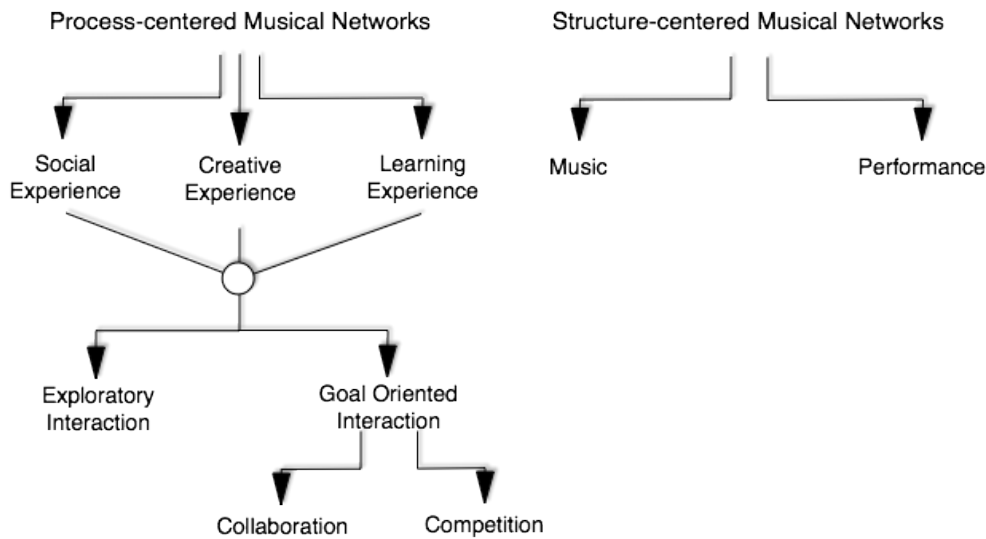 Process-centered Musical Networks
Structure-centered Musical Networks
Social
Experience
Creative
Experience
Learning
Experience
Music
Performance
Exploratory
Interaction
Goal Oriented
Interaction
Collaboration
Competition